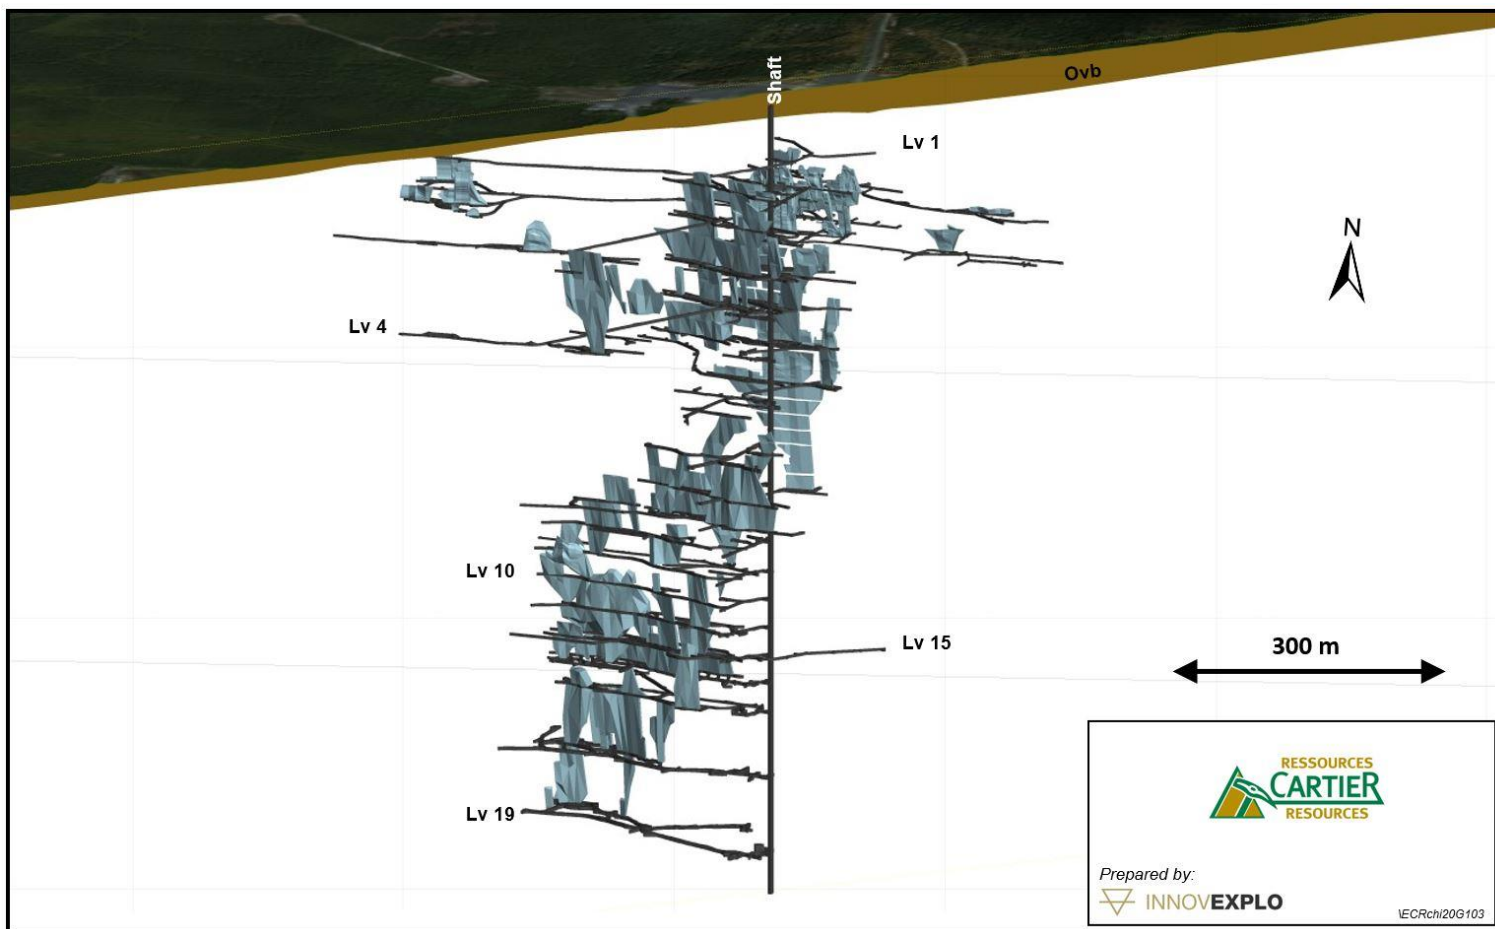 Shaft
Ovb
Lv 1
N
Lv 4
Lv 10
Lv 15
300 m
Lv 19
RESSOURCES
CARTIER
RESOURCES
Prepared by:
INNOVEXPLO
\ECRchi20G103